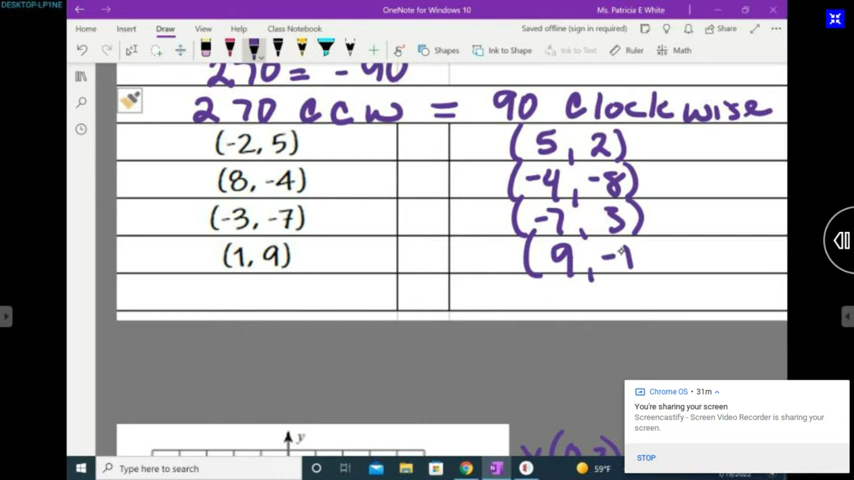 DESKTOP-LP1NE
OneNote for Windows 10
Ms. Patricia E White
Home Insert Draw View Help Class Notebook
Saved offline (sign in required)
Share
Shapes Ink to Shape Ink to Text Ruler Math
270 = -90
270 CCW = 90 Clockwise
(-2, 5) (5, 2)
(8, -4) (-4, -8)
(-3, -7) (-7, 3)
(1, 9) (9, -1
y
Chrome OS • 31m
You're sharing your screen
Screencastify - Screen Video Recorder is sharing your
screen.
STOP
Type here to search
59°F